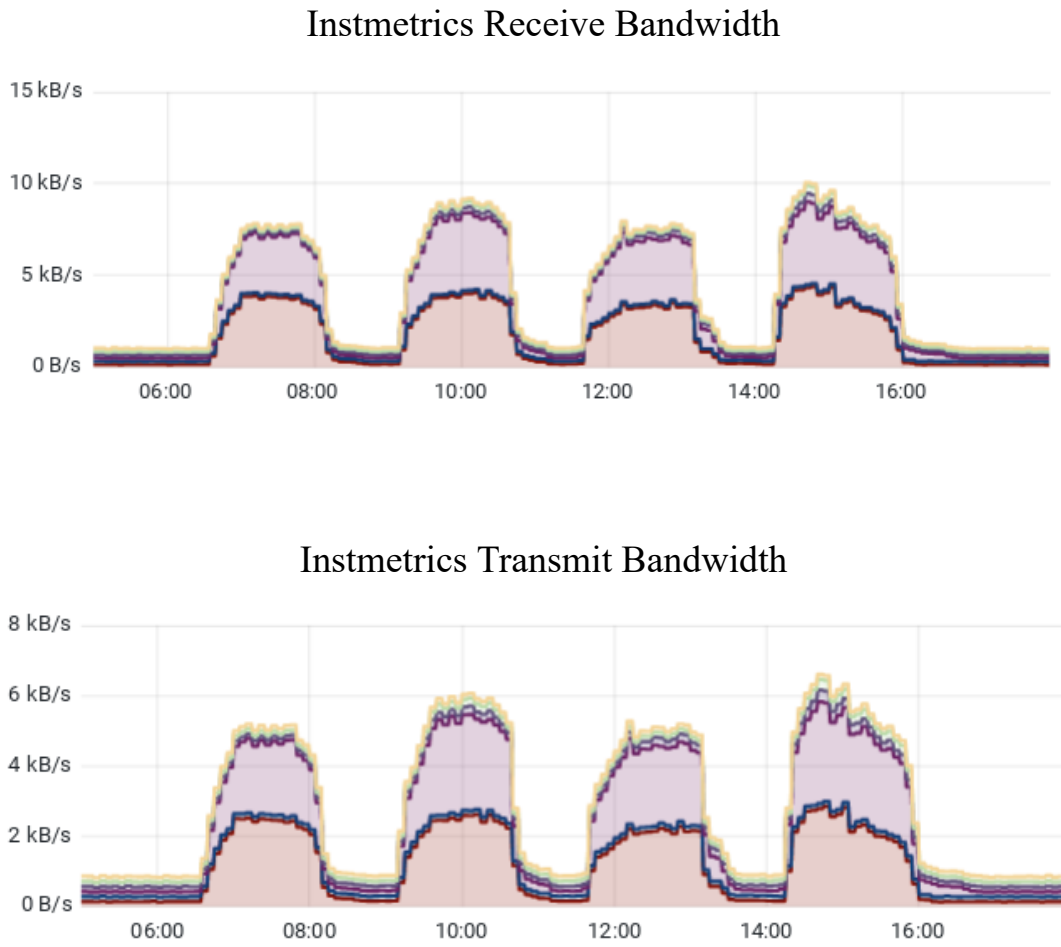 Instmetrics Receive Bandwidth
15 kB/s
10 kB/s
5 kB/s
0 B/s
06:00 08:00 10:00 12:00 14:00 16:00
Instmetrics Transmit Bandwidth
8 kB/s
6 kB/s
4 kB/s
2 kB/s
0 B/s
06:00 08:00 10:00 12:00 14:00 16:00